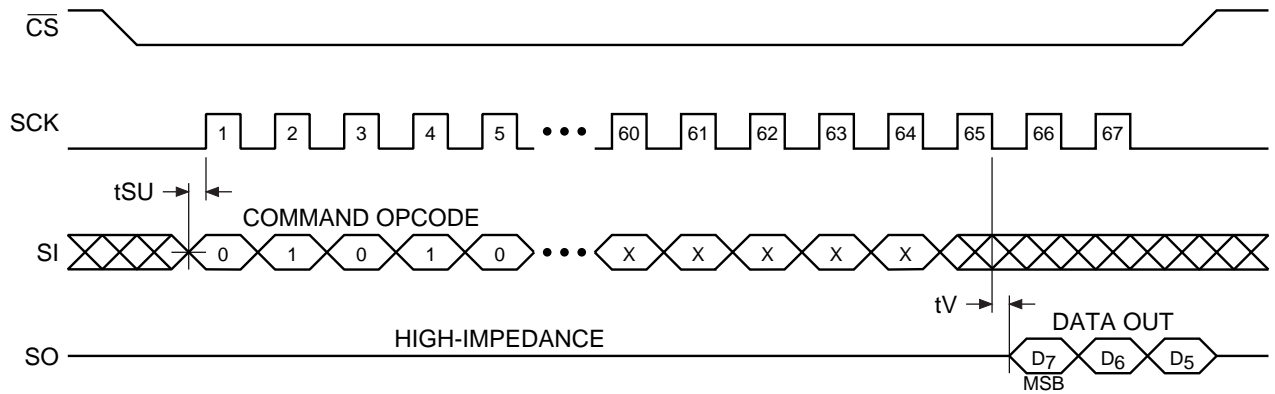 CS
SCK 1 2 3 4 5 ••• 60 61 62 63 64 65 66 67
tSU
COMMAND OPCODE
SI 0 1 0 1 0 ••• X X X X X
tV
HIGH-IMPEDANCE
DATA OUT
SO D7 D6 D5
MSB